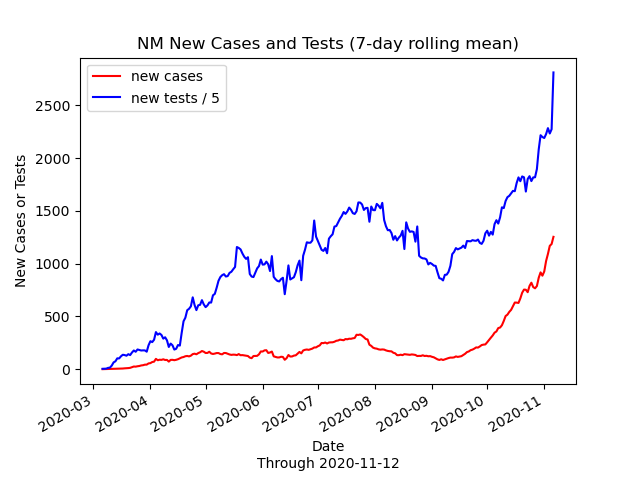 NM New Cases and Tests (7-day rolling mean)
new cases
new tests / 5
New Cases or Tests
2500
2000
1500
1000
500
0
2020-03
2020-04
2020-05
2020-06
2020-07
2020-08
2020-09
2020-10
2020-11
Date
Through 2020-11-12